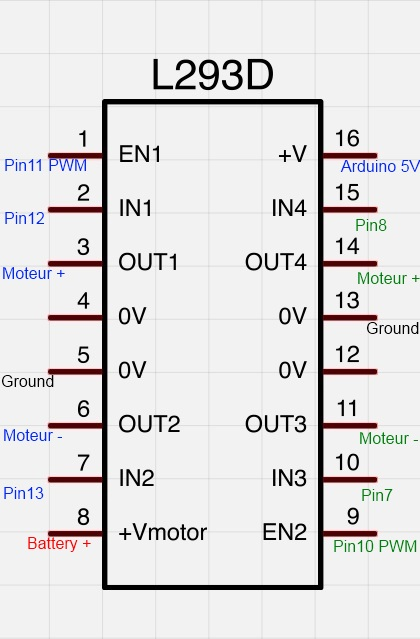 L293D
1 EN1 +V 16
Pin11 PWM Arduino 5V
2 IN1 IN4 15
Pin12 Pin8
3 OUT1 OUT4 14
Moteur + Moteur +
4 0V 0V 13
Ground
5 0V 0V 12
Ground
6 OUT2 OUT3 11
Moteur - Moteur -
7 IN2 IN3 10
Pin13 Pin7
8 +Vmotor EN2 9
Battery + Pin10 PWM